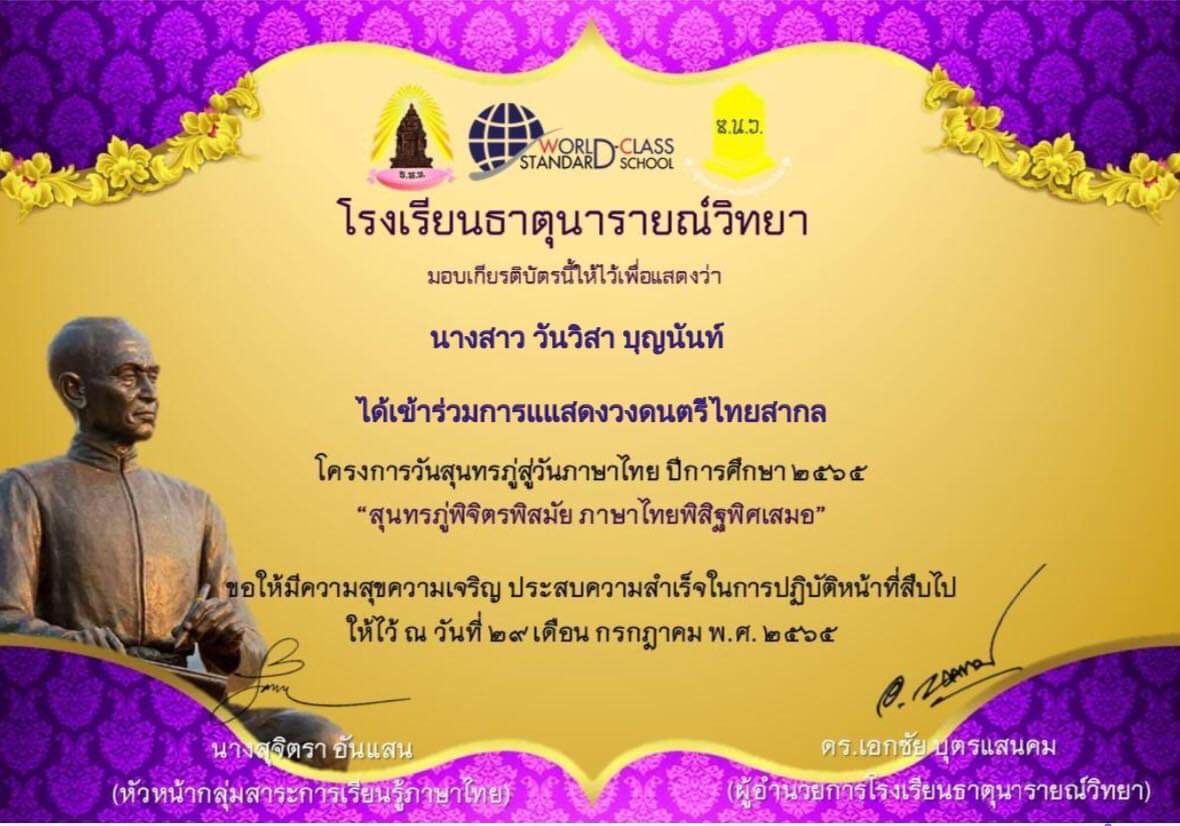 ธ.น.ว.
WORLD-CLASS
STANDARD SCHOOL
ธ.น.ว.
โรงเรียนธาตุนารายณ์วิทยา
มอบเกียรติบัตรนี้ให้ไว้เพื่อแสดงว่า
นางสาว วันวิสา บุญนันท์
ได้เข้าร่วมการแแสดงวงดนตรีไทยสากล
โครงการวันสุนทรภู่สู่วันภาษาไทย ปีการศึกษา ๒๕๖๕
“สุนทรภู่พิจิตรพิสมัย ภาษาไทยพิสิฐพิศเสมอ”
ขอให้มีความสุขความเจริญ ประสบความสำเร็จในการปฏิบัติหน้าที่สืบไป
ให้ไว้ ณ วันที่ ๒๙ เดือน กรกฎาคม พ.ศ. ๒๕๖๕
นางสุจิตรา อันแสน
(หัวหน้ากลุ่มสาระการเรียนรู้ภาษาไทย)
ดร.เอกชัย บุตรแสนคม
(ผู้อำนวยการโรงเรียนธาตุนารายณ์วิทยา)